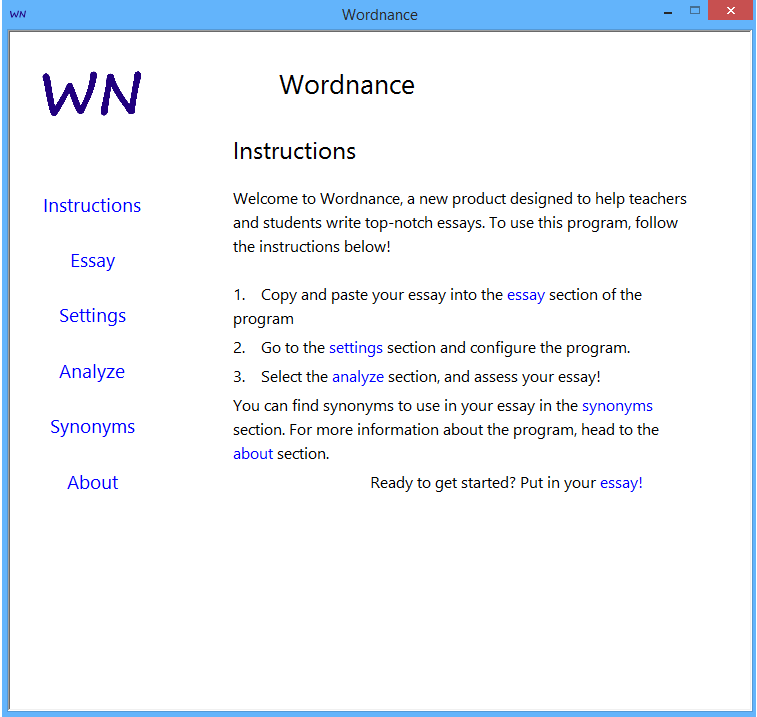 WN Wordnance
WN
Wordnance
Instructions
Essay
Settings
Analyze
Synonyms
About
Instructions
Welcome to Wordnance, a new product designed to help teachers
and students write top-notch essays. To use this program, follow
the instructions below!
1. Copy and paste your essay into the essay section of the
program
2. Go to the settings section and configure the program.
3. Select the analyze section, and assess your essay!
You can find synonyms to use in your essay in the synonyms
section. For more information about the program, head to the
about section.
Ready to get started? Put in your essay!